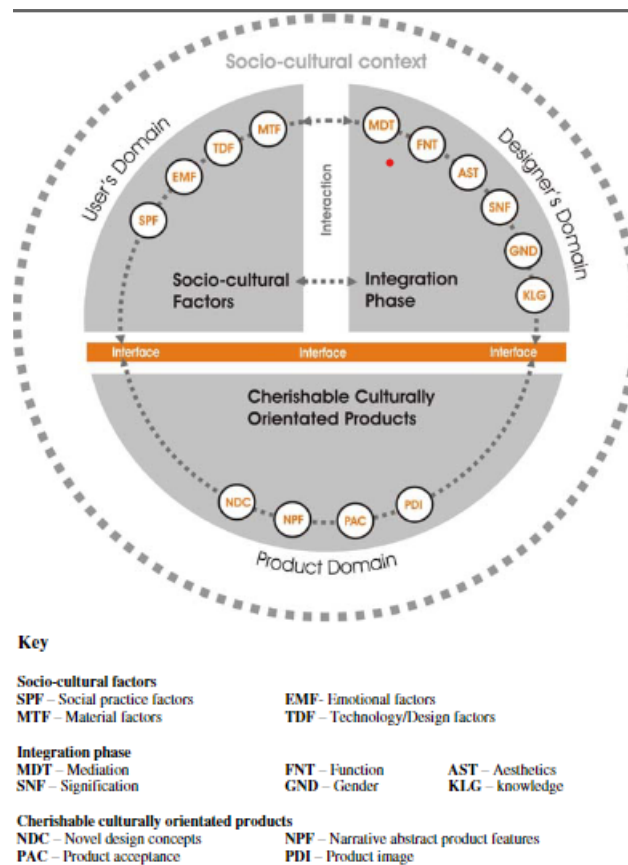 Socio-cultural context
User's Domain
Designer's Domain
MTF
TDF
EMF
SPF
MDT
FNT
AST
SNF
GND
KLG
Interaction
Socio-cultural
Factors
Integration
Phase
Interface Interface Interface
Cherishable Culturally
Orientated Products
NDC
NPF
PAC
PDI
Product Domain
Key
Socio-cultural factors
SPF – Social practice factors EMF- Emotional factors
MTF – Material factors TDF – Technology/Design factors
Integration phase
MDT – Mediation FNT – Function AST – Aesthetics
SNF – Signification GND – Gender KLG – knowledge
Cherishable culturally orientated products
NDC – Novel design concepts NPF – Narrative abstract product features
PAC – Product acceptance PDI – Product image